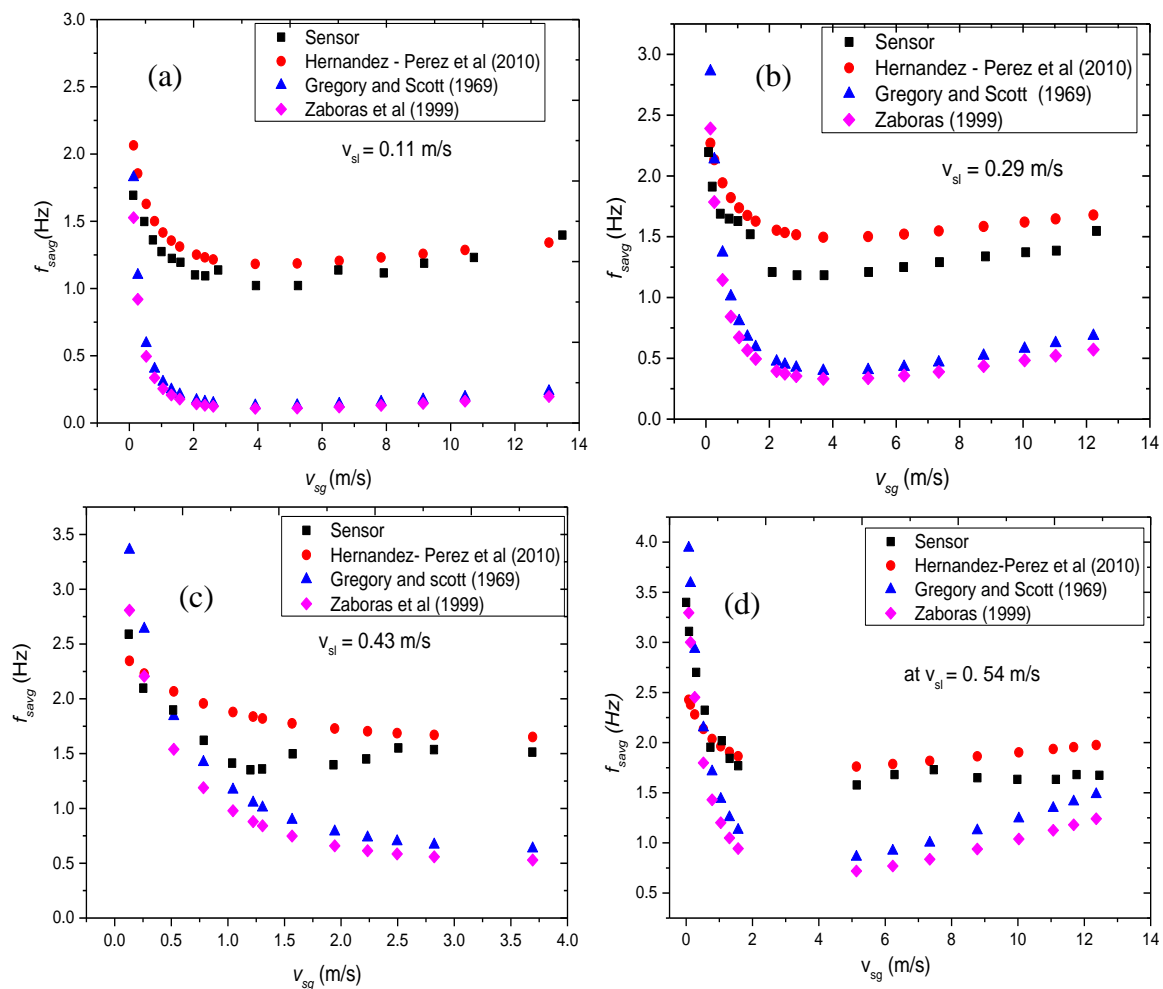 (a)
Sensor
Hernandez - Perez et al (2010)
Gregory and Scott (1969)
Zaboras et al (1999)
v_sl = 0.11 m/s
3.0
2.5
2.0
1.5
1.0
0.5
0.0
f_savg (Hz)
0 2 4 6 8 10 12 14
v_sg (m/s)
(b)
Sensor
Hernandez - Perez et al (2010)
Gregory and Scott (1969)
Zaboras (1999)
v_sl = 0.29 m/s
3.0
2.5
2.0
1.5
1.0
0.5
0.0
f_savg (Hz)
0 2 4 6 8 10 12 14
v_sg (m/s)
(c)
Sensor
Hernandez- Perez et al (2010)
Gregory and scott (1969)
Zaboras et al (1999)
v_sl = 0.43 m/s
3.5
3.0
2.5
2.0
1.5
1.0
0.5
0.0
f_savg (Hz)
0.0 0.5 1.0 1.5 2.0 2.5 3.0 3.5 4.0
v_sg (m/s)
(d)
Sensor
Hernandez-Perez et al (2010)
Gregory and Scott (1969)
Zaboras (1999)
at v_sl = 0. 54 m/s
4.0
3.5
3.0
2.5
2.0
1.5
1.0
0.5
f_savg (Hz)
0 2 4 6 8 10 12 14
v_sg (m/s)